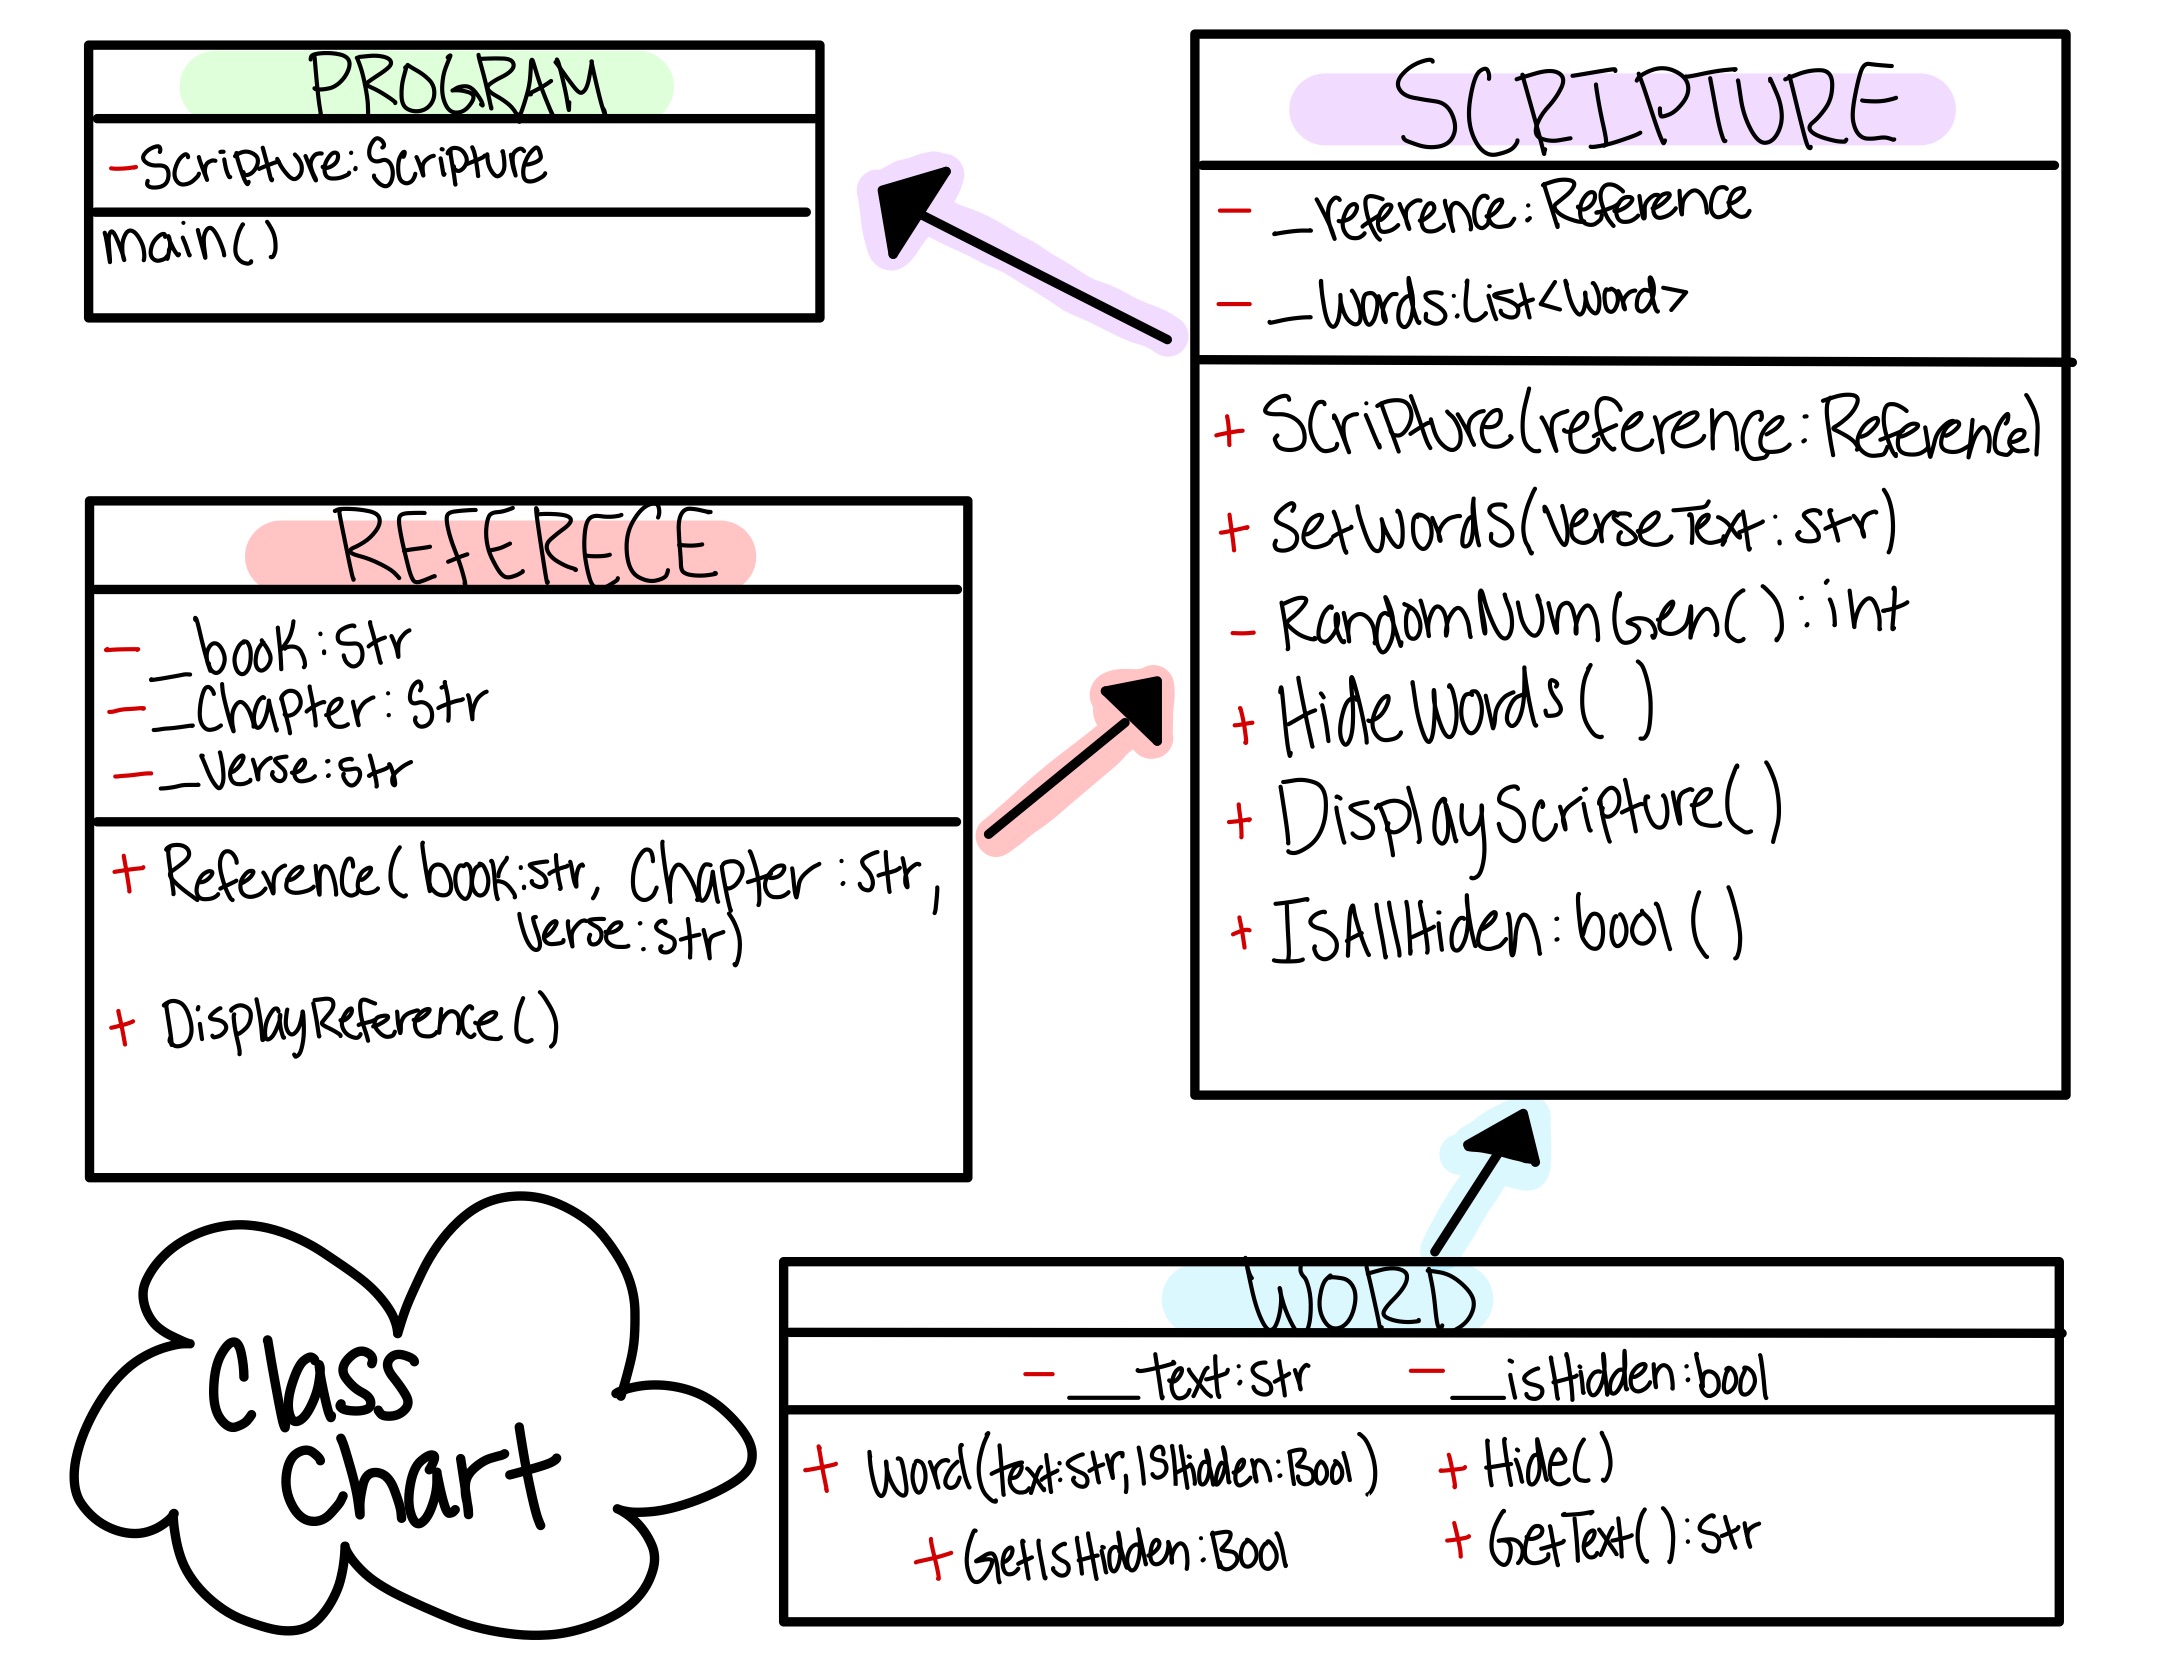 PROGRAM
- Scripture:Scripture
main()
SCRIPTURE
- _reference:Reference
- _words:List<Word>
+ Scripture(reference:Reference)
+ SetWords(verseText:str)
- RandomNumGen():int
+ HideWords()
+ DisplayScripture()
+ IsAllHiden:bool()
REFERECE
- _book:str
- _Chapter:str
- _verse:str
+ Reference(book:str, Chapter:str,
Verse:str)
+ DisplayReference()
WORD
- __text:str - __isHidden:bool
+ Word(text:str, IsHidden:Bool) + Hide()
+ GetIsHidden:Bool + GetText():str
Class
Chart